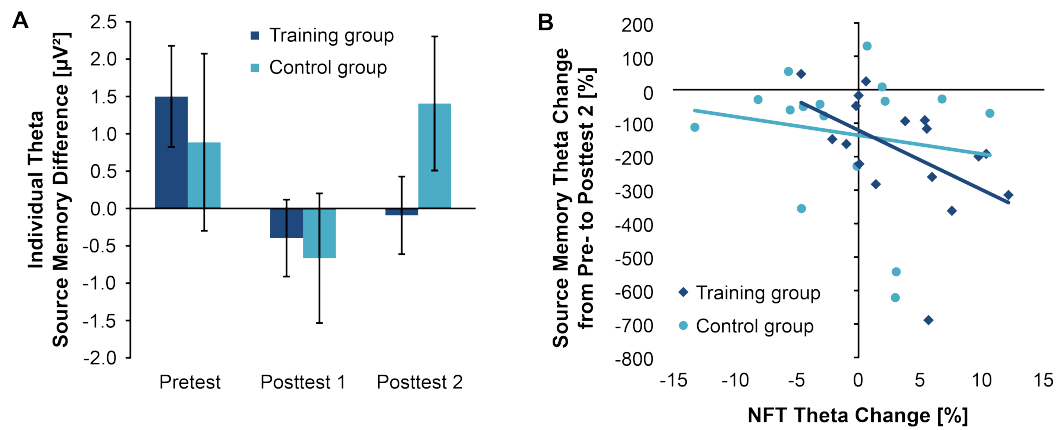 A
Individual Theta
Source Memory Difference [µV²]
2.5
2.0
1.5
1.0
0.5
0.0
-0.5
-1.0
-1.5
-2.0
Training group
Control group
Pretest
Posttest 1
Posttest 2
B
Source Memory Theta Change
from Pre- to Posttest 2 [%]
200
100
0
-100
-200
-300
-400
-500
-600
-700
-800
Training group
Control group
-15
-10
-5
0
5
10
15
NFT Theta Change [%]